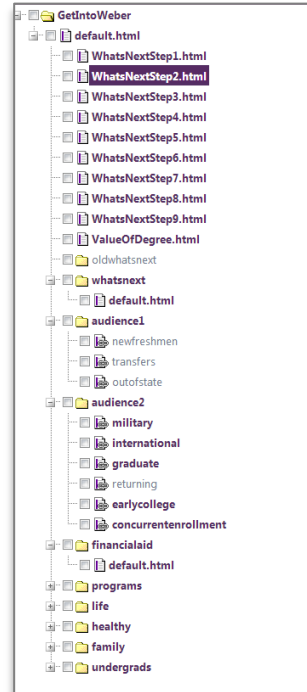 GetIntoWeber
default.html
WhatsNextStep1.html
WhatsNextStep2.html
WhatsNextStep3.html
WhatsNextStep4.html
WhatsNextStep5.html
WhatsNextStep6.html
WhatsNextStep7.html
WhatsNextStep8.html
WhatsNextStep9.html
ValueOfDegree.html
oldwhatsnext
whatsnext
default.html
audience1
newfreshmen
transfers
outofstate
audience2
military
international
graduate
returning
earlycollege
concurrentenrollment
financialaid
default.html
programs
life
healthy
family
undergrads